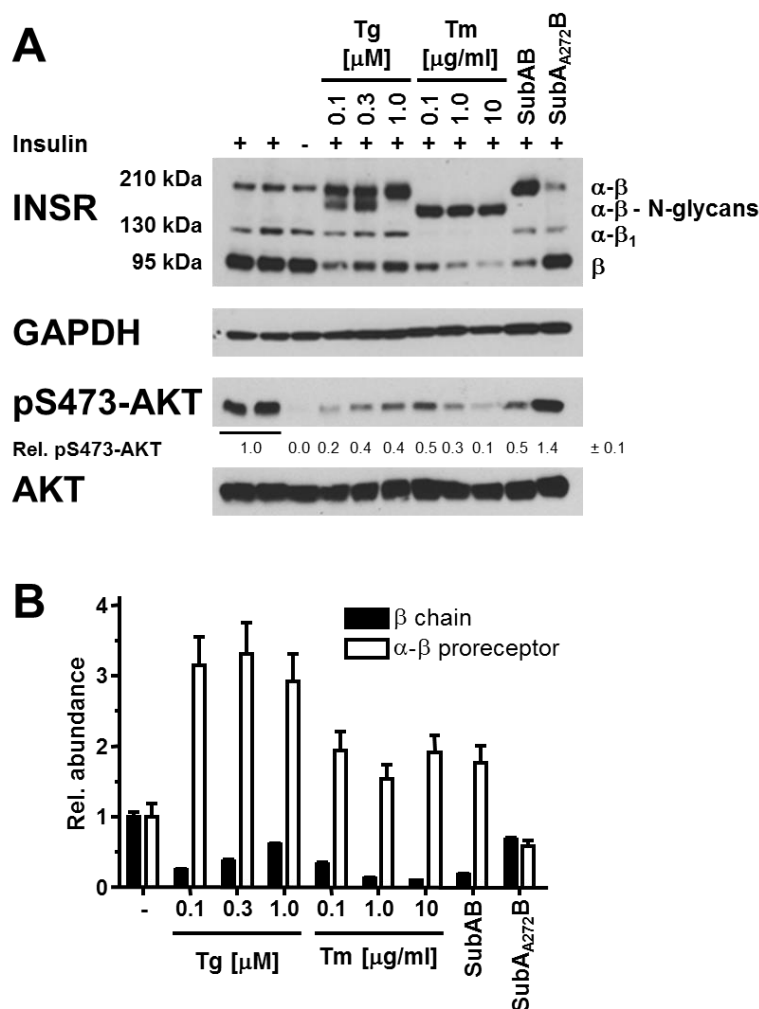 A
Tg
[μM]
Tm
[μg/ml]
SubAB
SubA_A272B
0.1 0.3 1.0 0.1 1.0 10
Insulin + + - + + + + + + + +
INSR
210 kDa
130 kDa
95 kDa
α-β
α-β - N-glycans
α-β1
β
GAPDH
pS473-AKT
Rel. pS473-AKT 1.0 0.0 0.2 0.4 0.4 0.5 0.3 0.1 0.5 1.4 ± 0.1
AKT
B
Rel. abundance
4
3
2
1
0
β chain
α-β proreceptor
- 0.1 0.3 1.0 0.1 1.0 10 SubAB SubA_A272B
Tg [μM] Tm [μg/ml]